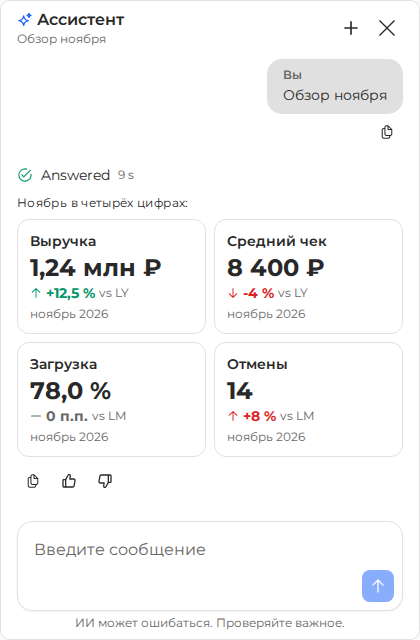 Ассистент
Обзор ноября
Вы
Обзор ноября
Answered 9 s
Ноябрь в четырёх цифрах:
Выручка
1,24 млн ₽
↑ +12,5 % vs LY
ноябрь 2026
Средний чек
8 400 ₽
↓ -4 % vs LY
ноябрь 2026
Загрузка
78,0 %
— 0 п.п. vs LM
ноябрь 2026
Отмены
14
↑ +8 % vs LM
ноябрь 2026
Введите сообщение
ИИ может ошибаться. Проверяйте важное.